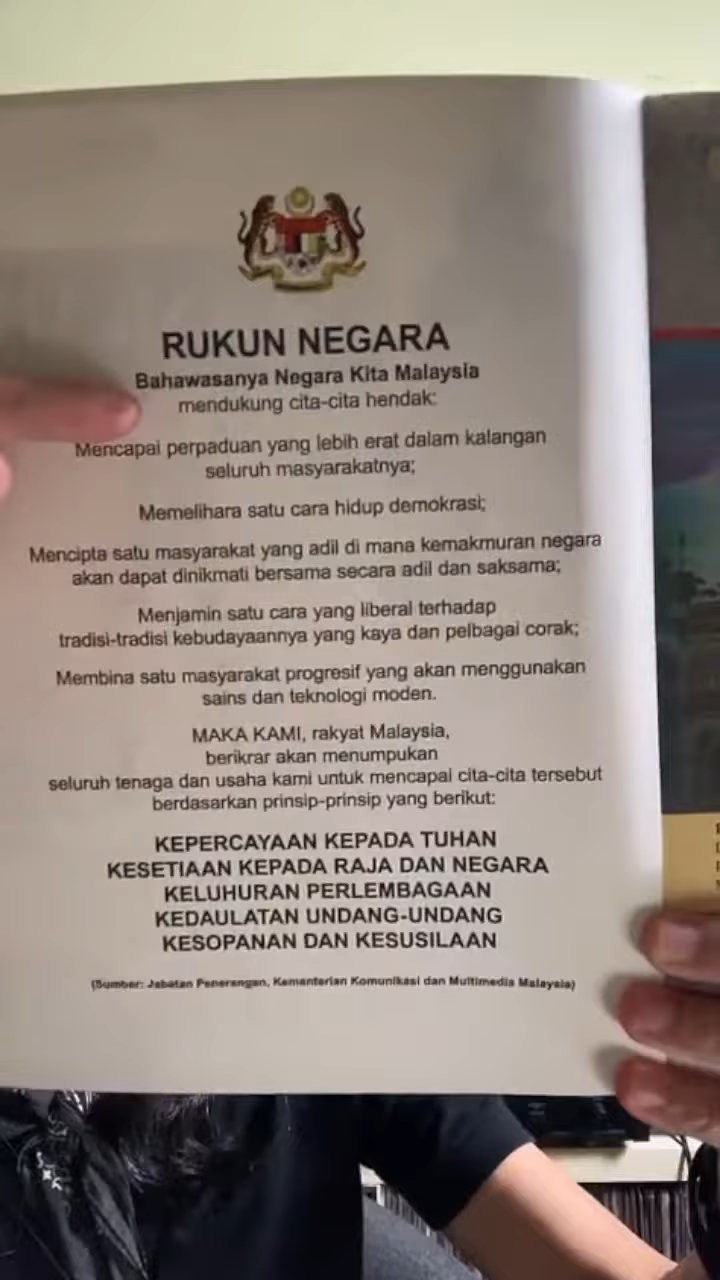 RUKUN NEGARA
Bahawasanya Negara Kita Malaysia
mendukung cita-cita hendak:
Mencapai perpaduan yang lebih erat dalam kalangan
seluruh masyarakatnya;
Memelihara satu cara hidup demokrasi;
Mencipta satu masyarakat yang adil di mana kemakmuran negara
akan dapat dinikmati bersama secara adil dan saksama;
Menjamin satu cara yang liberal terhadap
tradisi-tradisi kebudayaannya yang kaya dan pelbagai corak;
Membina satu masyarakat progresif yang akan menggunakan
sains dan teknologi moden.
MAKA KAMI, rakyat Malaysia,
berikrar akan menumpukan
seluruh tenaga dan usaha kami untuk mencapai cita-cita tersebut
berdasarkan prinsip-prinsip yang berikut:
KEPERCAYAAN KEPADA TUHAN
KESETIAAN KEPADA RAJA DAN NEGARA
KELUHURAN PERLEMBAGAAN
KEDAULATAN UNDANG-UNDANG
KESOPANAN DAN KESUSILAAN
(Sumber: Jabatan Penerangan, Kementerian Komunikasi dan Multimedia Malaysia)